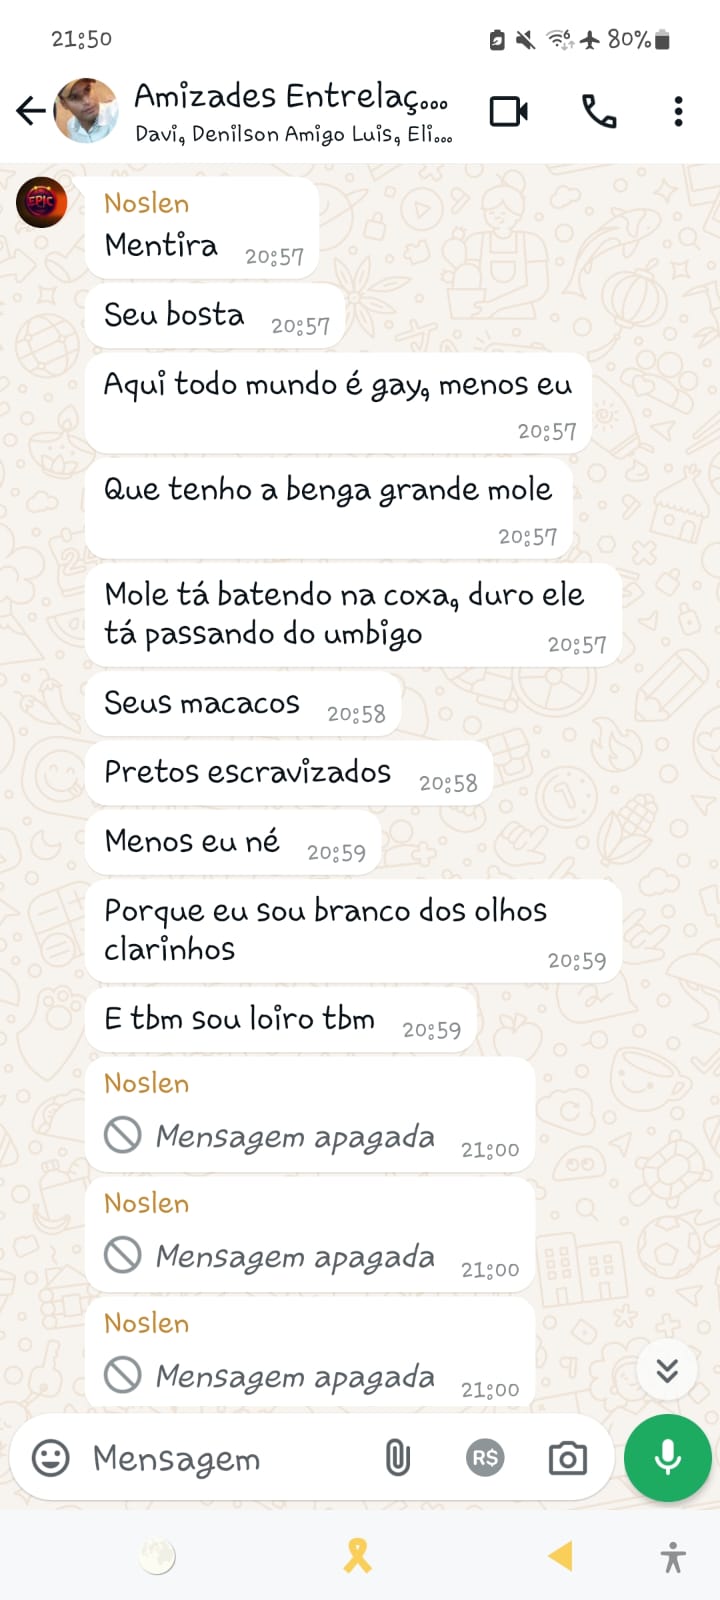 21:50
80%
Amizades Entrelaç...
Davi, Denilson Amigo Luis, Eli...
EPIC
Noslen
Mentira 20:57
Seu bosta 20:57
Aqui todo mundo é gay, menos eu
20:57
Que tenho a benga grande mole
20:57
Mole tá batendo na coxa, duro ele
tá passando do umbigo 20:57
Seus macacos 20:58
Pretos escravizados 20:58
Menos eu né 20:59
Porque eu sou branco dos olhos
clarinhos 20:59
E tbm sou loiro tbm 20:59
Noslen
Mensagem apagada 21:00
Noslen
Mensagem apagada 21:00
Noslen
Mensagem apagada 21:00
Mensagem R$